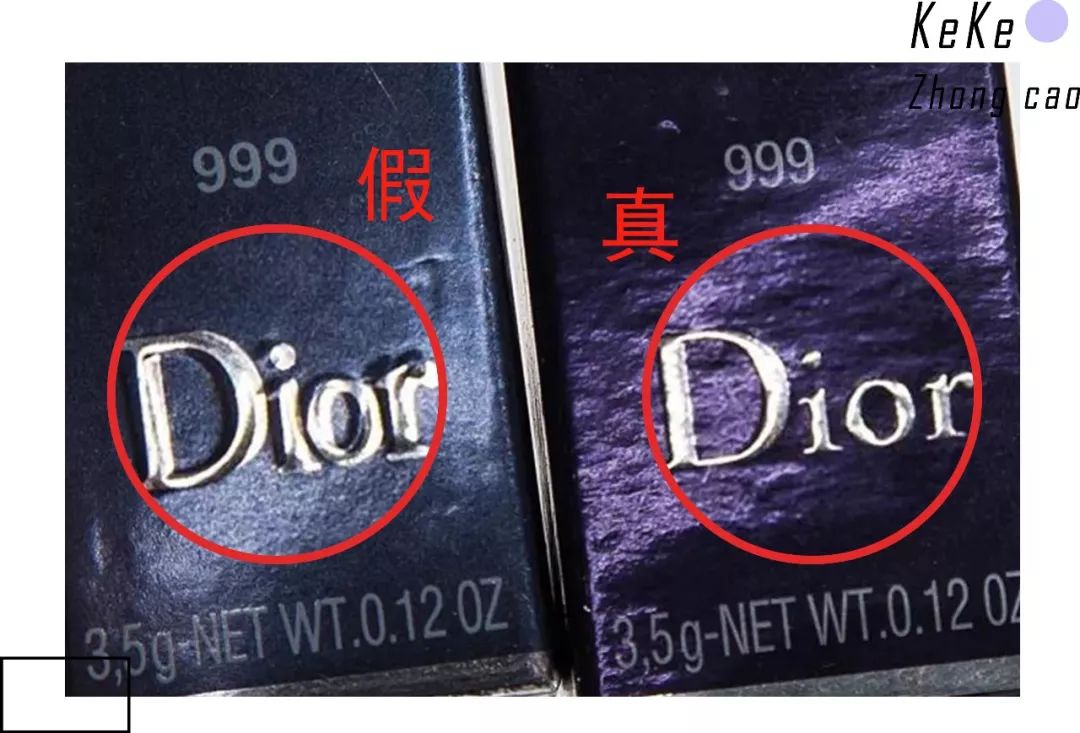 KeKe
Zhong cao
999
假
Dior
3,5g-NET WT.0.12 OZ
999
真
Dior
3,5g-NET WT.0.12 OZ